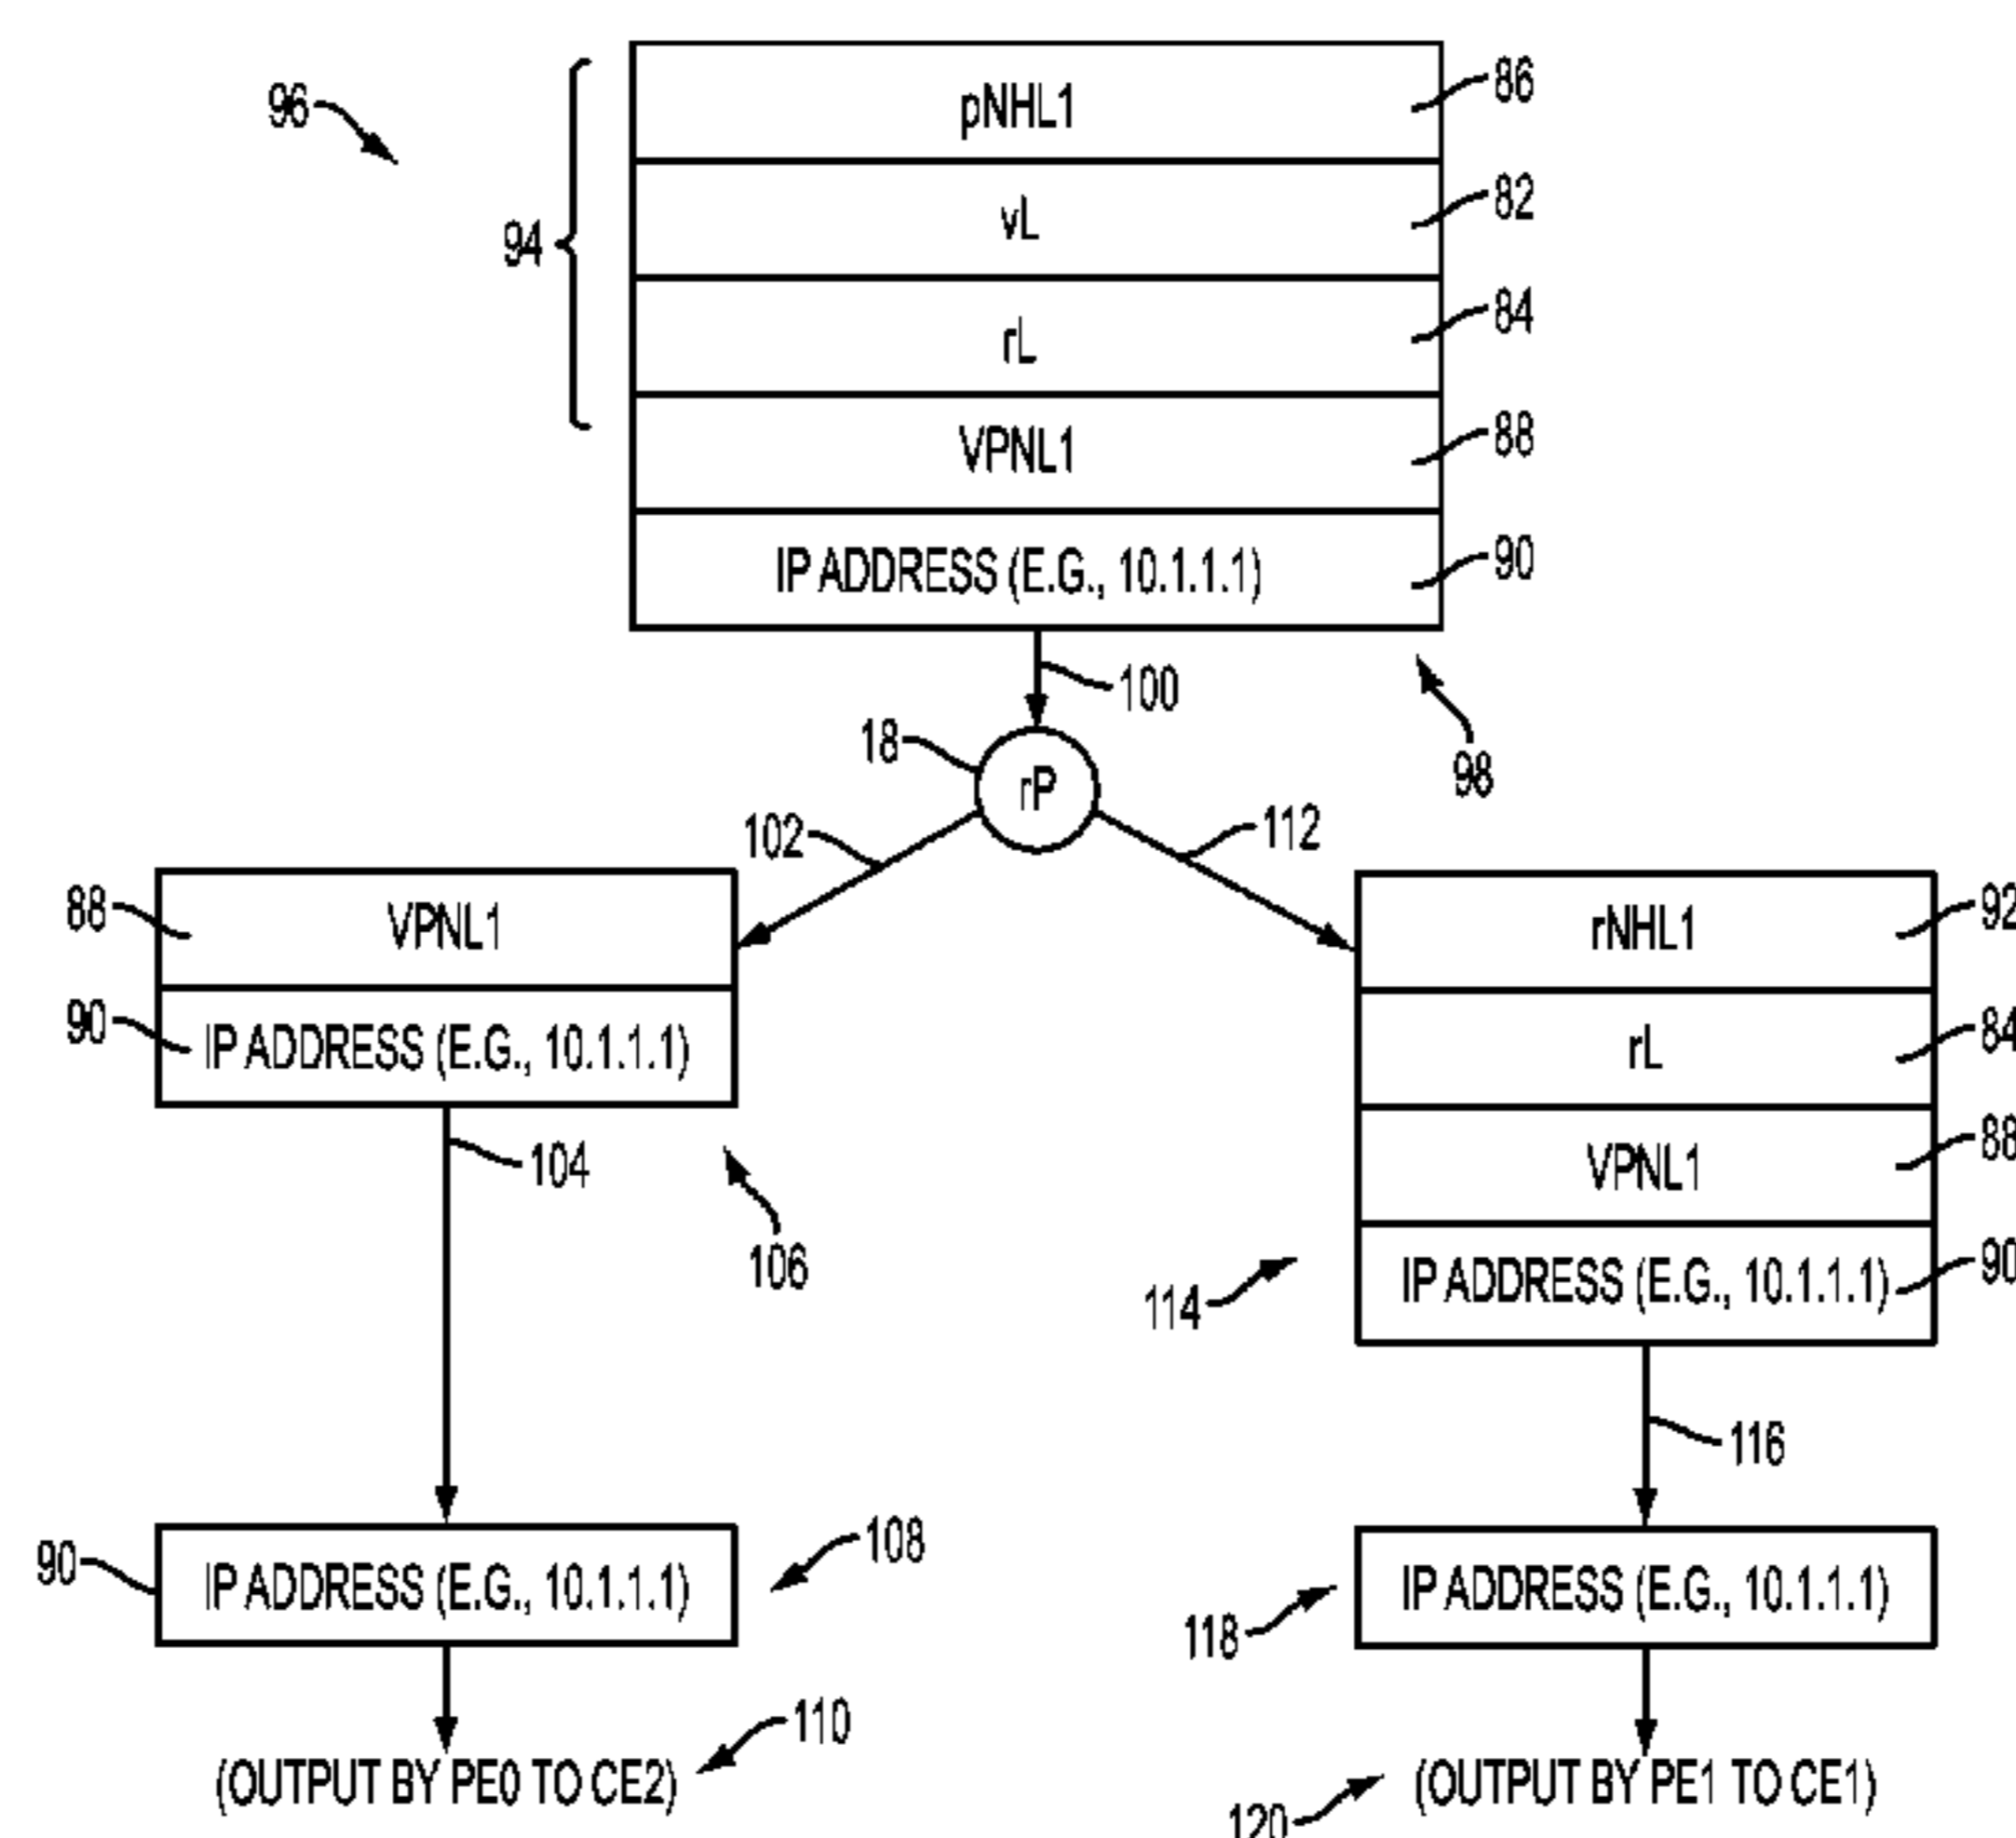 96
94
pNHL1
86
vL
82
rL
84
VPNL1
88
IP ADDRESS (E.G., 10.1.1.1)
90
100
98
18
rP
102
112
88
VPNL1
90
IP ADDRESS (E.G., 10.1.1.1)
104
106
rNHL1
92
rL
84
VPNL1
88
114
IP ADDRESS (E.G., 10.1.1.1)
90
116
90
IP ADDRESS (E.G., 10.1.1.1)
108
118
IP ADDRESS (E.G., 10.1.1.1)
110
(OUTPUT BY PE0 TO CE2)
120
(OUTPUT BY PE1 TO CE1)